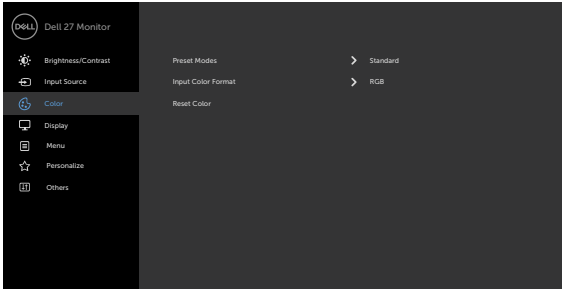 DELL Dell 27 Monitor
Brightness/Contrast Preset Modes Standard
Input Source Input Color Format RGB
Color Reset Color
Display
Menu
Personalize
Others